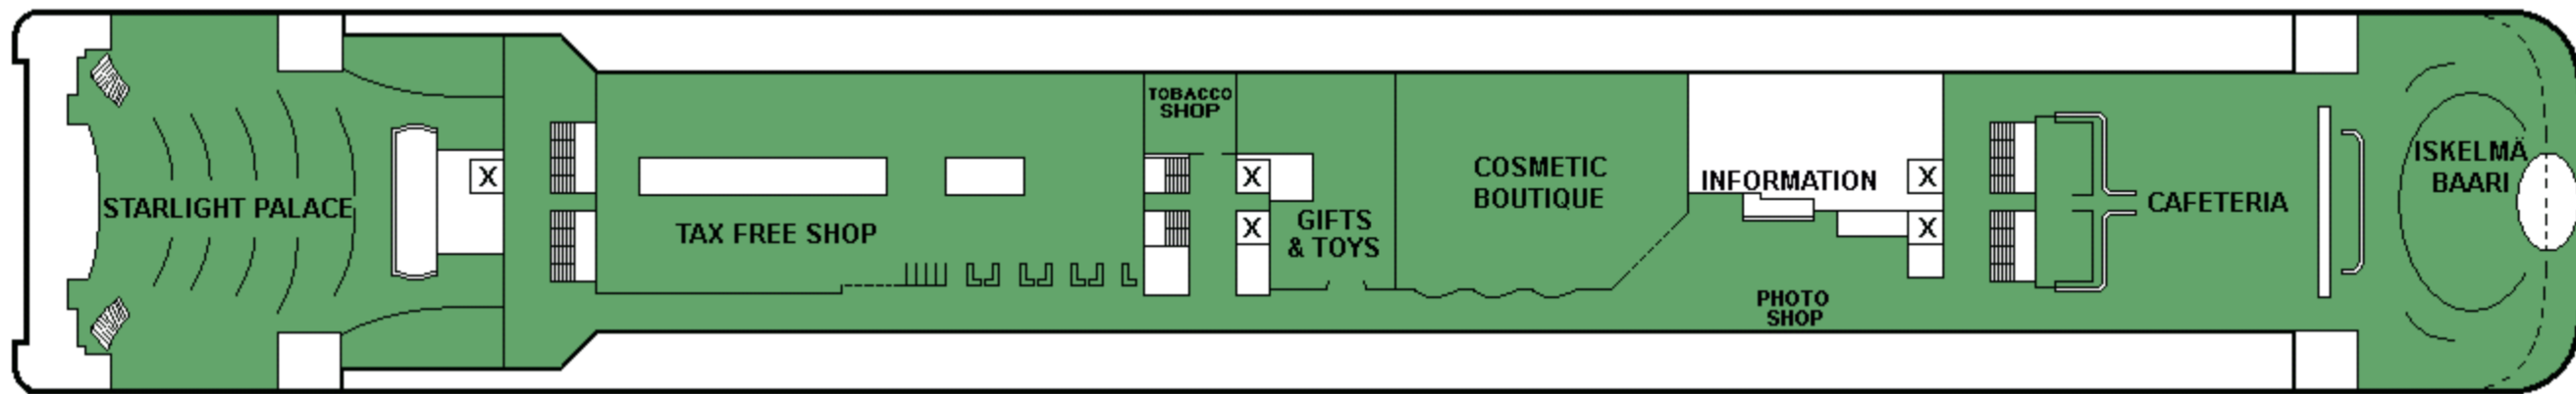 STARLIGHT PALACE
X
TAX FREE SHOP
TOBACCO
SHOP
X
X
GIFTS
& TOYS
COSMETIC
BOUTIQUE
INFORMATION
X
X
PHOTO
SHOP
CAFETERIA
ISKELMÄ
BAARI